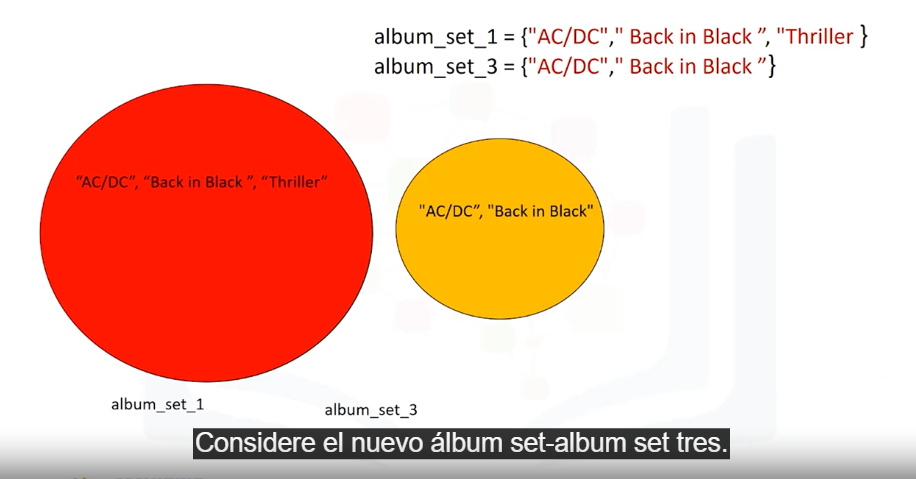 album_set_1 = {"AC/DC"," Back in Black ”, "Thriller }
album_set_3 = {"AC/DC"," Back in Black ”}
“AC/DC”, “Back in Black ”, “Thriller”
"AC/DC”, "Back in Black"
album_set_1
album_set_3
Considere el nuevo álbum set-album set tres.